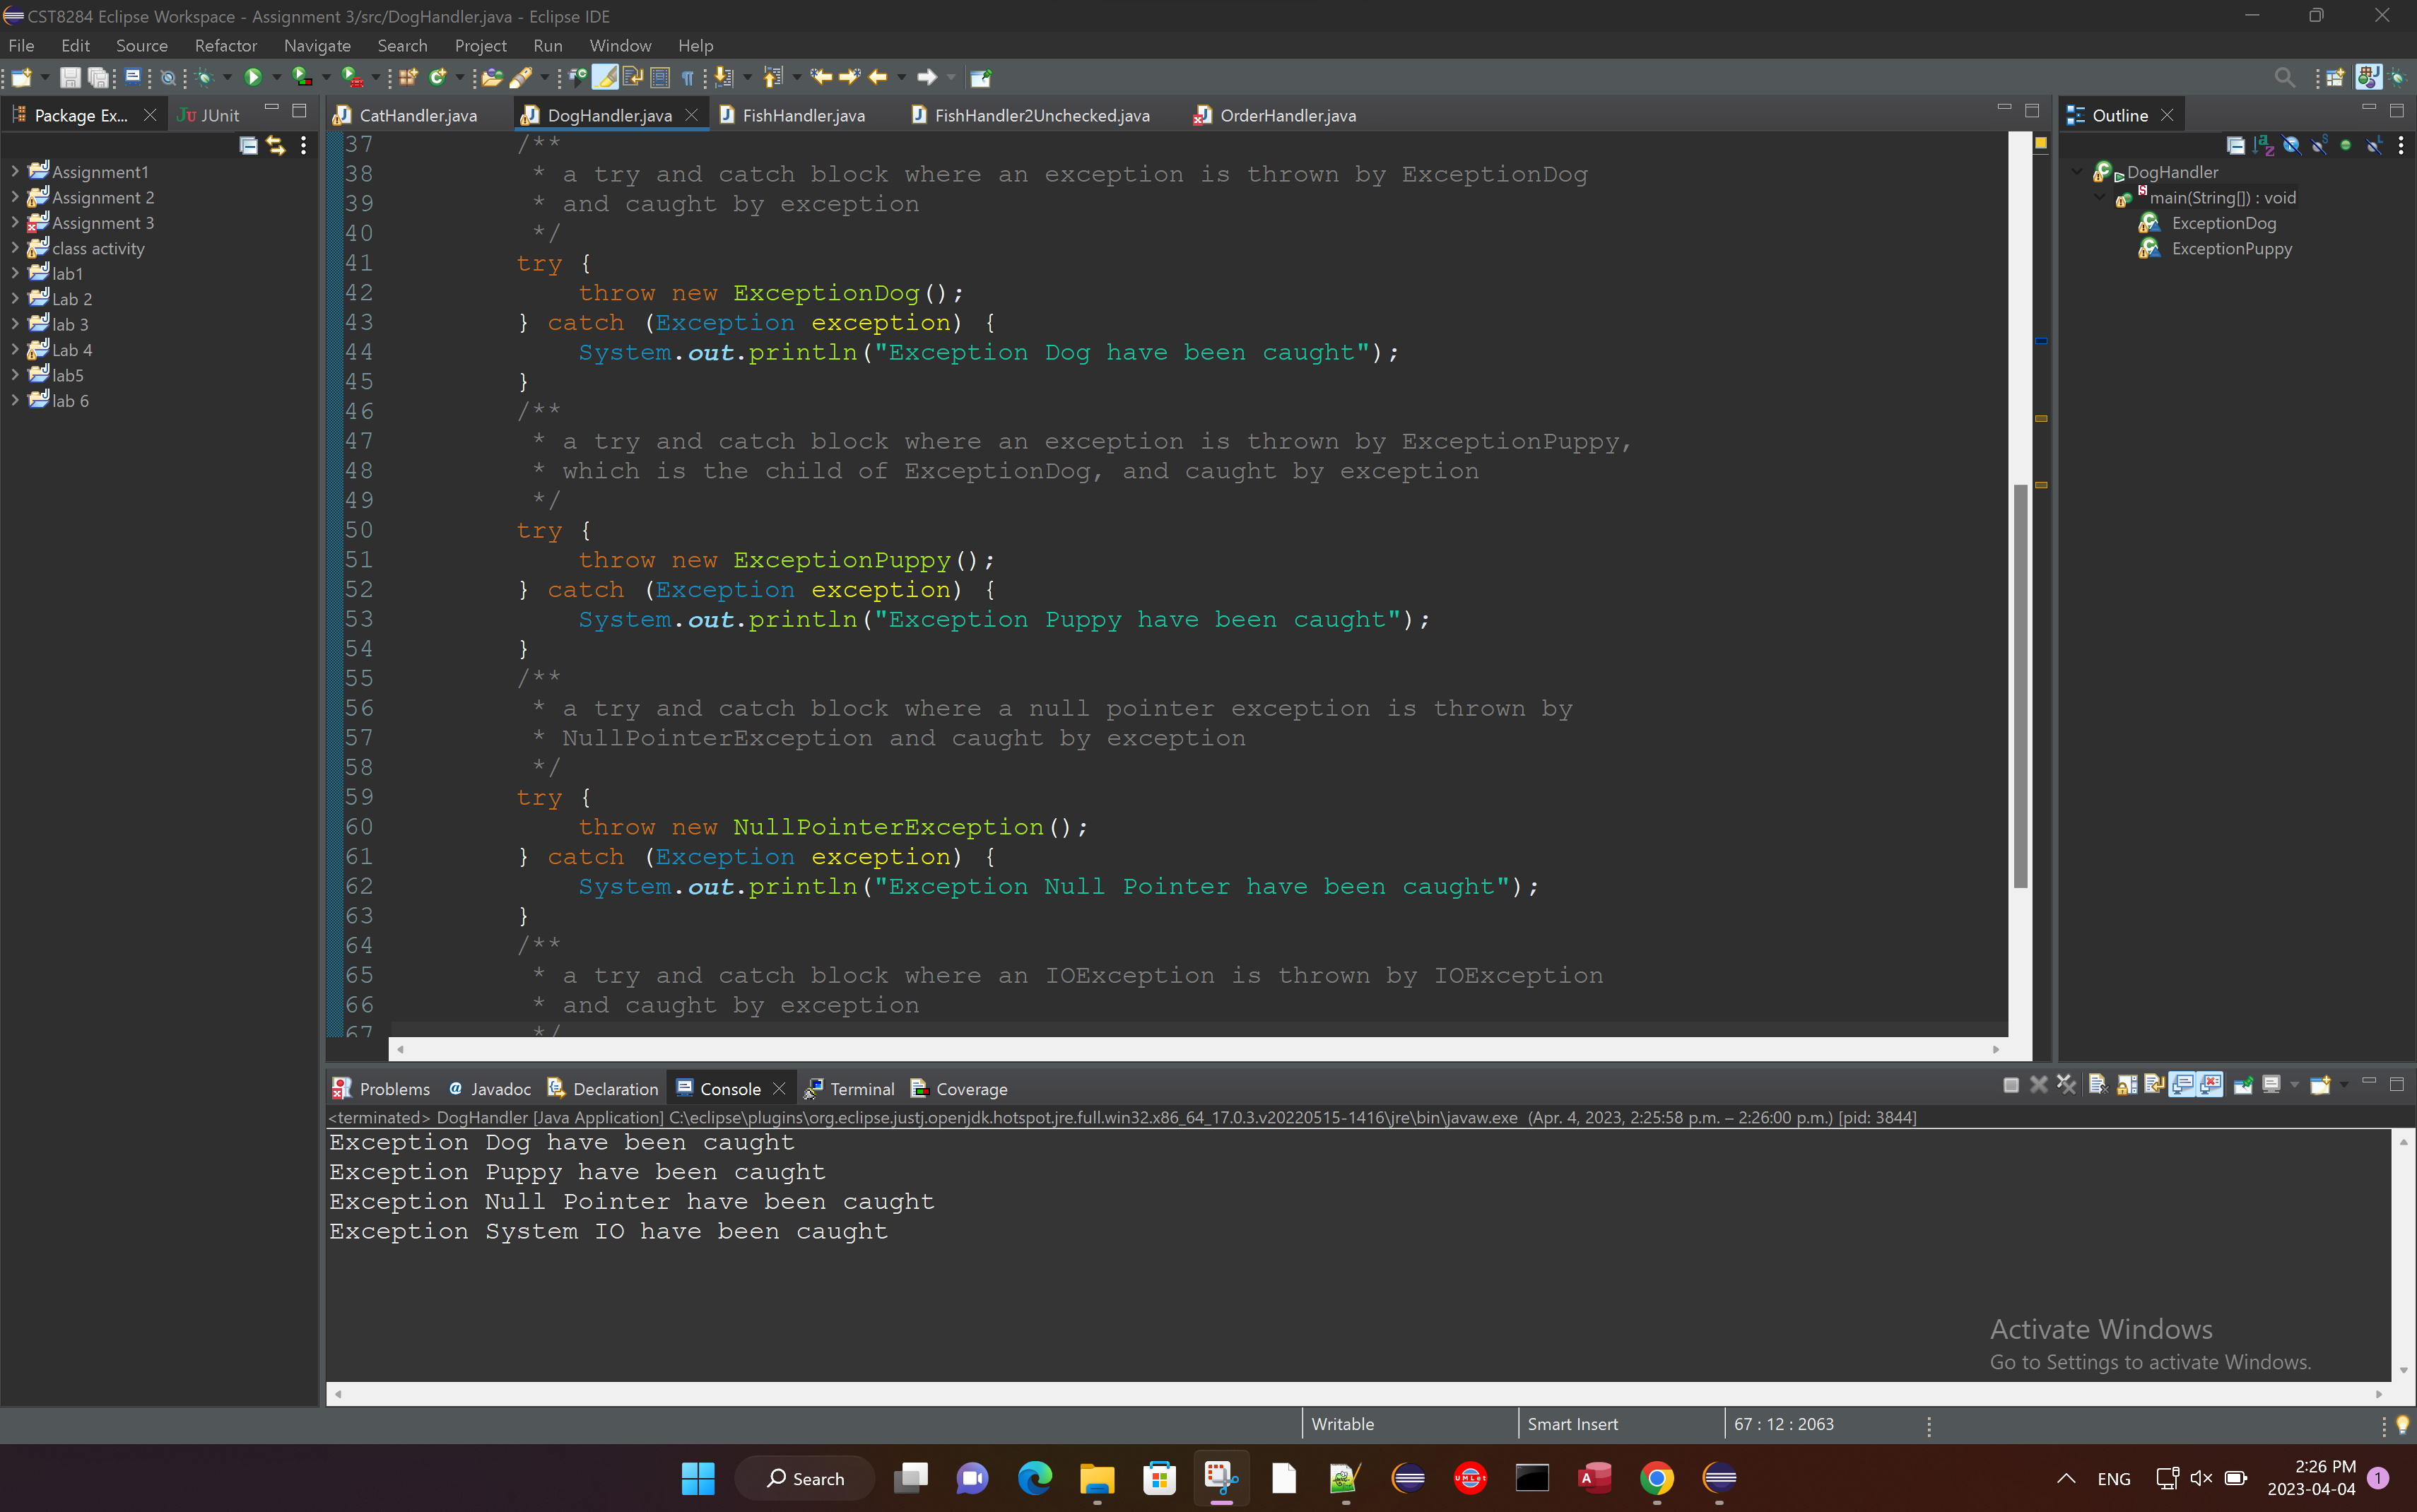 CST8284 Eclipse Workspace - Assignment 3/src/DogHandler.java - Eclipse IDE
File Edit Source Refactor Navigate Search Project Run Window Help
Package Ex... JUnit
CatHandler.java DogHandler.java FishHandler.java FishHandler2Unchecked.java OrderHandler.java
Outline
Assignment1
Assignment 2
Assignment 3
class activity
lab1
Lab 2
lab 3
Lab 4
lab5
lab 6
37 /**
38 * a try and catch block where an exception is thrown by ExceptionDog
39 * and caught by exception
40 */
41 try {
42 throw new ExceptionDog();
43 } catch (Exception exception) {
44 System.out.println("Exception Dog have been caught");
45 }
46 /**
47 * a try and catch block where an exception is thrown by ExceptionPuppy,
48 * which is the child of ExceptionDog, and caught by exception
49 */
50 try {
51 throw new ExceptionPuppy();
52 } catch (Exception exception) {
53 System.out.println("Exception Puppy have been caught");
54 }
55 /**
56 * a try and catch block where a null pointer exception is thrown by
57 * NullPointerException and caught by exception
58 */
59 try {
60 throw new NullPointerException();
61 } catch (Exception exception) {
62 System.out.println("Exception Null Pointer have been caught");
63 }
64 /**
65 * a try and catch block where an IOException is thrown by IOException
66 * and caught by exception
67 */
DogHandler
main(String[]) : void
ExceptionDog
ExceptionPuppy
Problems Javadoc Declaration Console Terminal Coverage
<terminated> DogHandler [Java Application] C:\eclipse\plugins\org.eclipse.justj.openjdk.hotspot.jre.full.win32.x86_64_17.0.3.v20220515-1416\jre\bin\javaw.exe (Apr. 4, 2023, 2:25:58 p.m. – 2:26:00 p.m.) [pid: 3844]
Exception Dog have been caught
Exception Puppy have been caught
Exception Null Pointer have been caught
Exception System IO have been caught
Activate Windows
Go to Settings to activate Windows.
Writable Smart Insert 67 : 12 : 2063
Search
ENG
2:26 PM
2023-04-04
1